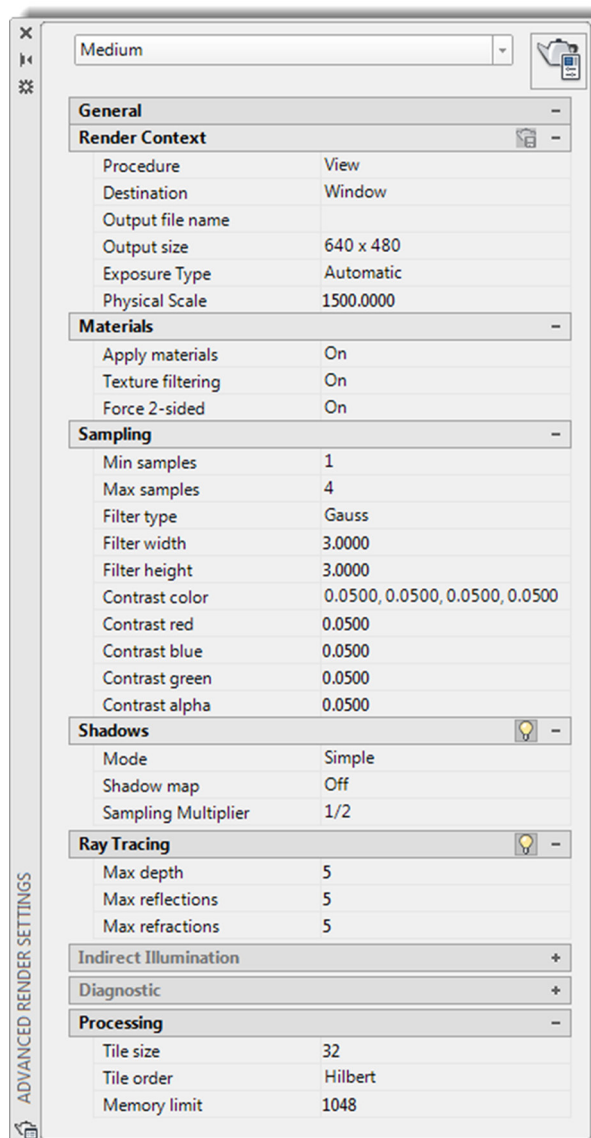 Medium
General
Render Context
Procedure View
Destination Window
Output file name
Output size 640 x 480
Exposure Type Automatic
Physical Scale 1500.0000
Materials
Apply materials On
Texture filtering On
Force 2-sided On
Sampling
Min samples 1
Max samples 4
Filter type Gauss
Filter width 3.0000
Filter height 3.0000
Contrast color 0.0500, 0.0500, 0.0500, 0.0500
Contrast red 0.0500
Contrast blue 0.0500
Contrast green 0.0500
Contrast alpha 0.0500
Shadows
Mode Simple
Shadow map Off
Sampling Multiplier 1/2
Ray Tracing
Max depth 5
Max reflections 5
Max refractions 5
Indirect Illumination
Diagnostic
Processing
Tile size 32
Tile order Hilbert
Memory limit 1048
ADVANCED RENDER SETTINGS